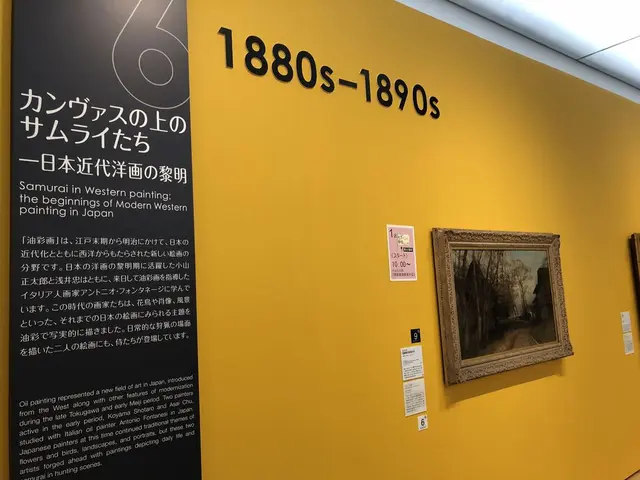 6
カンヴァスの上の
サムライたち
―日本近代洋画の黎明
Samurai in Western painting:
the beginnings of Modern Western
painting in Japan
「油彩画」は、江戸末期から明治にかけて、日本の
近代化とともに西洋からもたらされた新しい絵画の
分野です。日本の洋画の黎明期に活躍した小山
正太郎と浅井忠はともに、来日して油彩画を指導した
イタリア人画家アントニオ・フォンタネージに学んで
います。この時代の画家たちは、花鳥や肖像、風景
といった、それまでの日本の絵画にみられる主題を
油彩で写実的に描きました。日常的な狩猟の場面
を描いた二人の絵画にも、侍たちが登場しています。
Oil painting represented a new field of art in Japan, introduced
from the West along with other features of modernization
during the late Tokugawa and early Meiji period. Two painters
active in the early period, Koyama Shotaro and Asai Chu,
studied with Italian oil painter Antonio Fontanesi in Japan.
Japanese painters at this time continued traditional themes of
flowers and birds, landscapes, and portraits, but these two
artists forged ahead with paintings depicting daily life and
samurai in hunting scenes.
1880s–1890s
1
(スタート)
10:00～
9
6